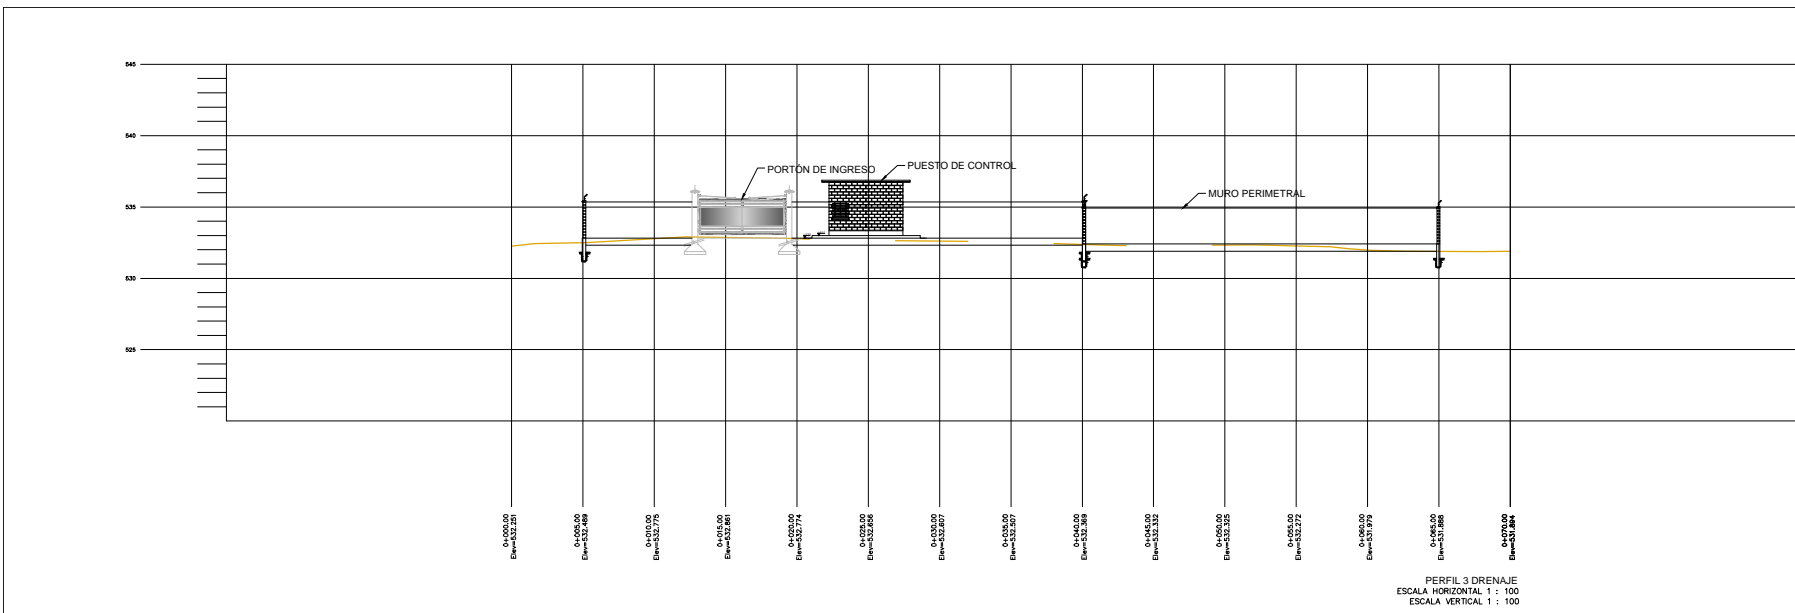 545
540
PORTÓN DE INGRESO
PUESTO DE CONTROL
MURO PERIMETRAL
535
530
525
0+000.00
Elev=532.251
0+005.00
Elev=532.489
0+010.00
Elev=532.775
0+015.00
Elev=532.861
0+020.00
Elev=532.774
0+025.00
Elev=532.656
0+030.00
Elev=532.607
0+035.00
Elev=532.507
0+040.00
Elev=532.369
0+045.00
Elev=532.332
0+050.00
Elev=532.325
0+055.00
Elev=532.272
0+060.00
Elev=531.979
0+065.00
Elev=531.888
0+070.00
PERFIL 3 DRENAJE
ESCALA HORIZONTAL 1 : 100
ESCALA VERTICAL 1 : 100